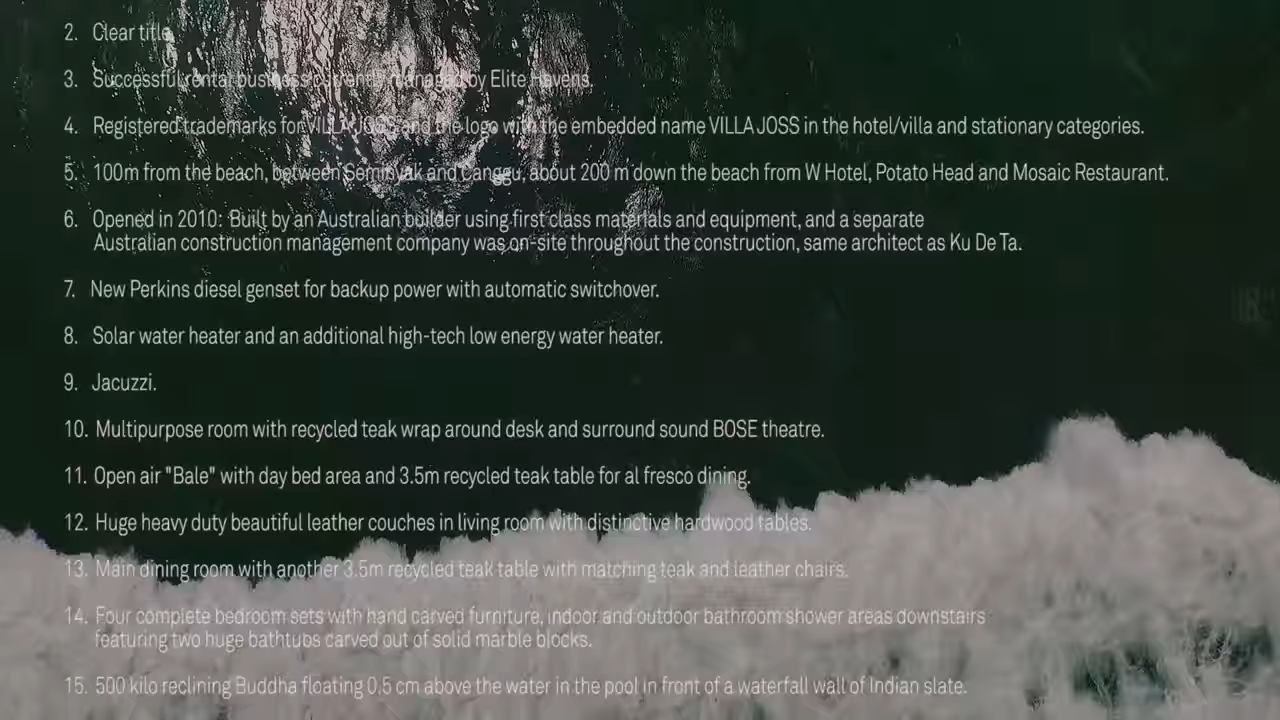 2. Clear title.
3. Successful rental business currently managed by Elite Havens.
4. Registered trademarks for VILLA JOSS and the logo with the embedded name VILLA JOSS in the hotel/villa and stationary categories.
5. 100m from the beach, between Seminyak and Canggu, about 200 m down the beach from W Hotel, Potato Head and Mosaic Restaurant.
6. Opened in 2010: Built by an Australian builder using first class materials and equipment, and a separate
Australian construction management company was on-site throughout the construction, same architect as Ku De Ta.
7. New Perkins diesel genset for backup power with automatic switchover.
8. Solar water heater and an additional high-tech low energy water heater.
9. Jacuzzi.
10. Multipurpose room with recycled teak wrap around desk and surround sound BOSE theatre.
11. Open air "Bale" with day bed area and 3.5m recycled teak table for al fresco dining.
12. Huge heavy duty beautiful leather couches in living room with distinctive hardwood tables.
13. Main dining room with another 3.5m recycled teak table with matching teak and leather chairs.
14. Four complete bedroom sets with hand carved furniture, indoor and outdoor bathroom shower areas downstairs
featuring two huge bathtubs carved out of solid marble blocks.
15. 500 kilo reclining Buddha floating 0.5 cm above the water in the pool in front of a waterfall wall of Indian slate.